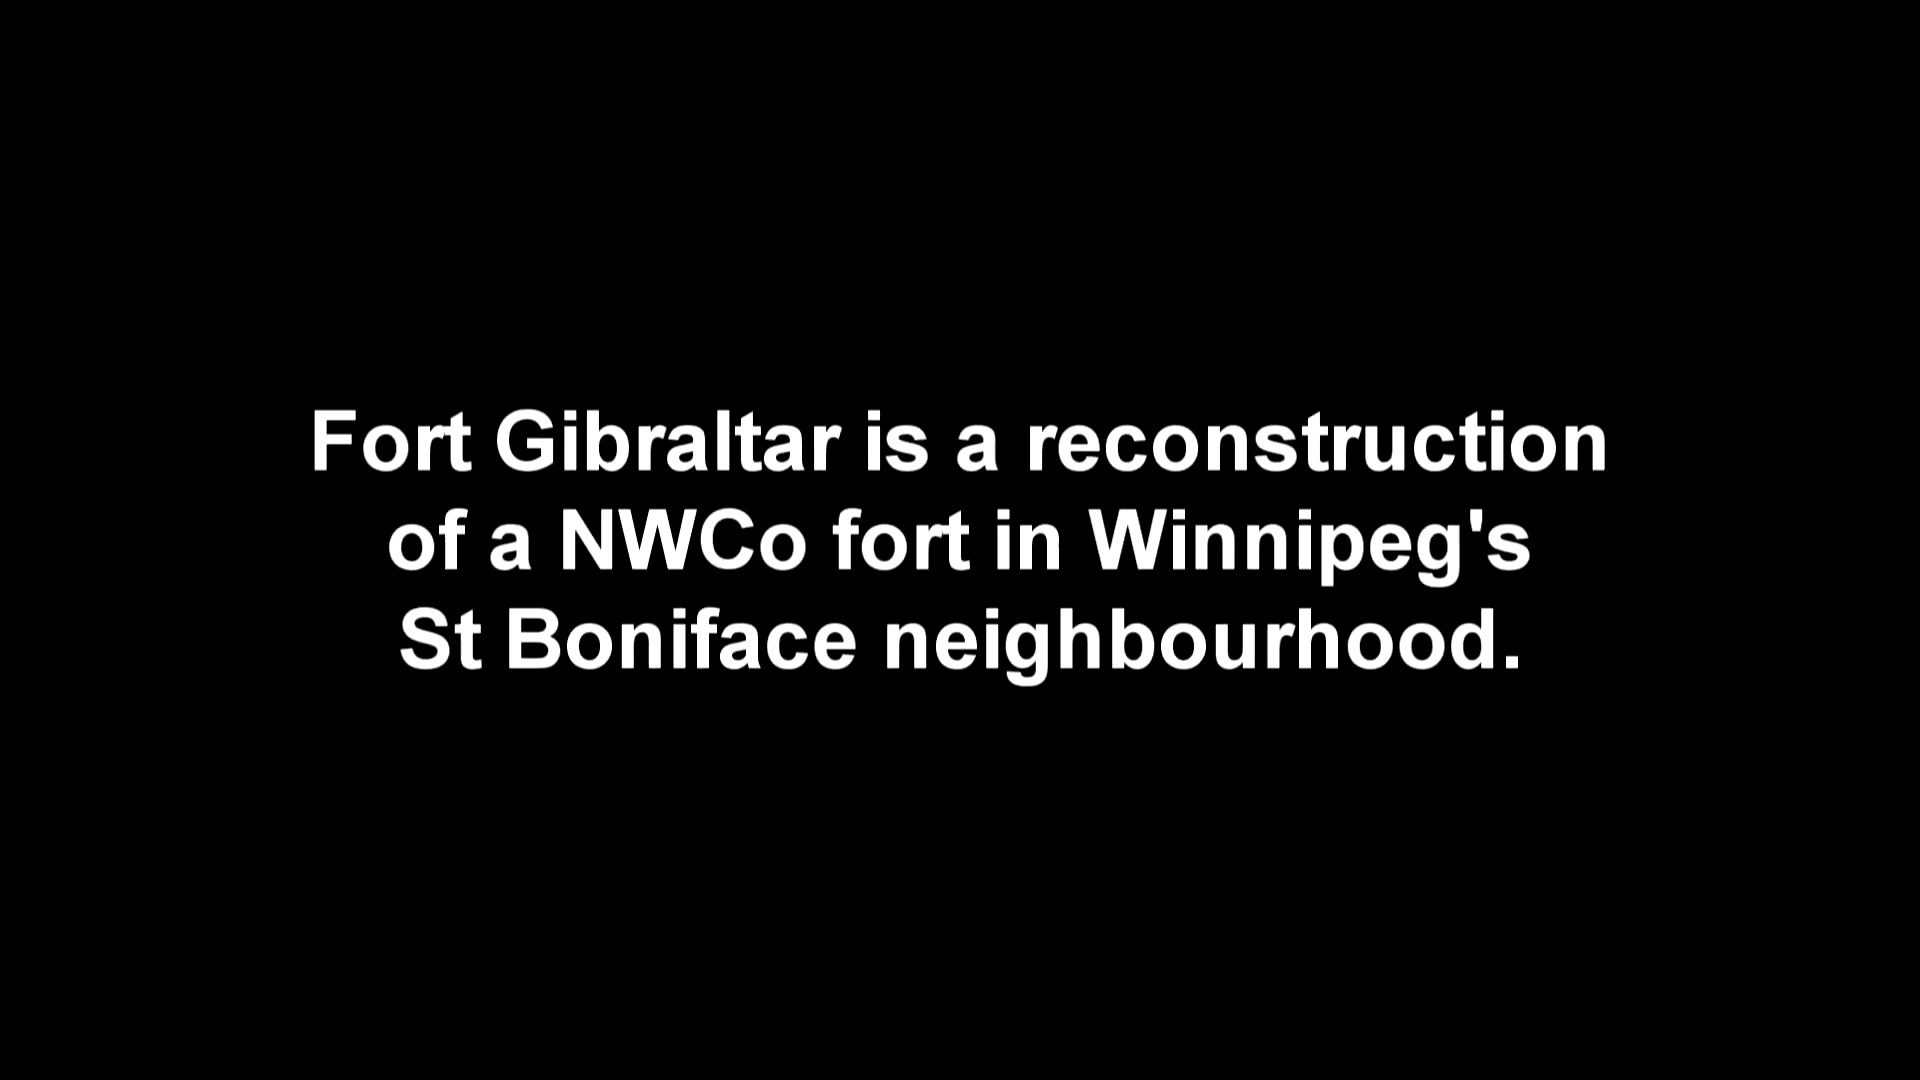 Fort Gibraltar is a reconstruction
of a NWCo fort in Winnipeg's
St Boniface neighbourhood.